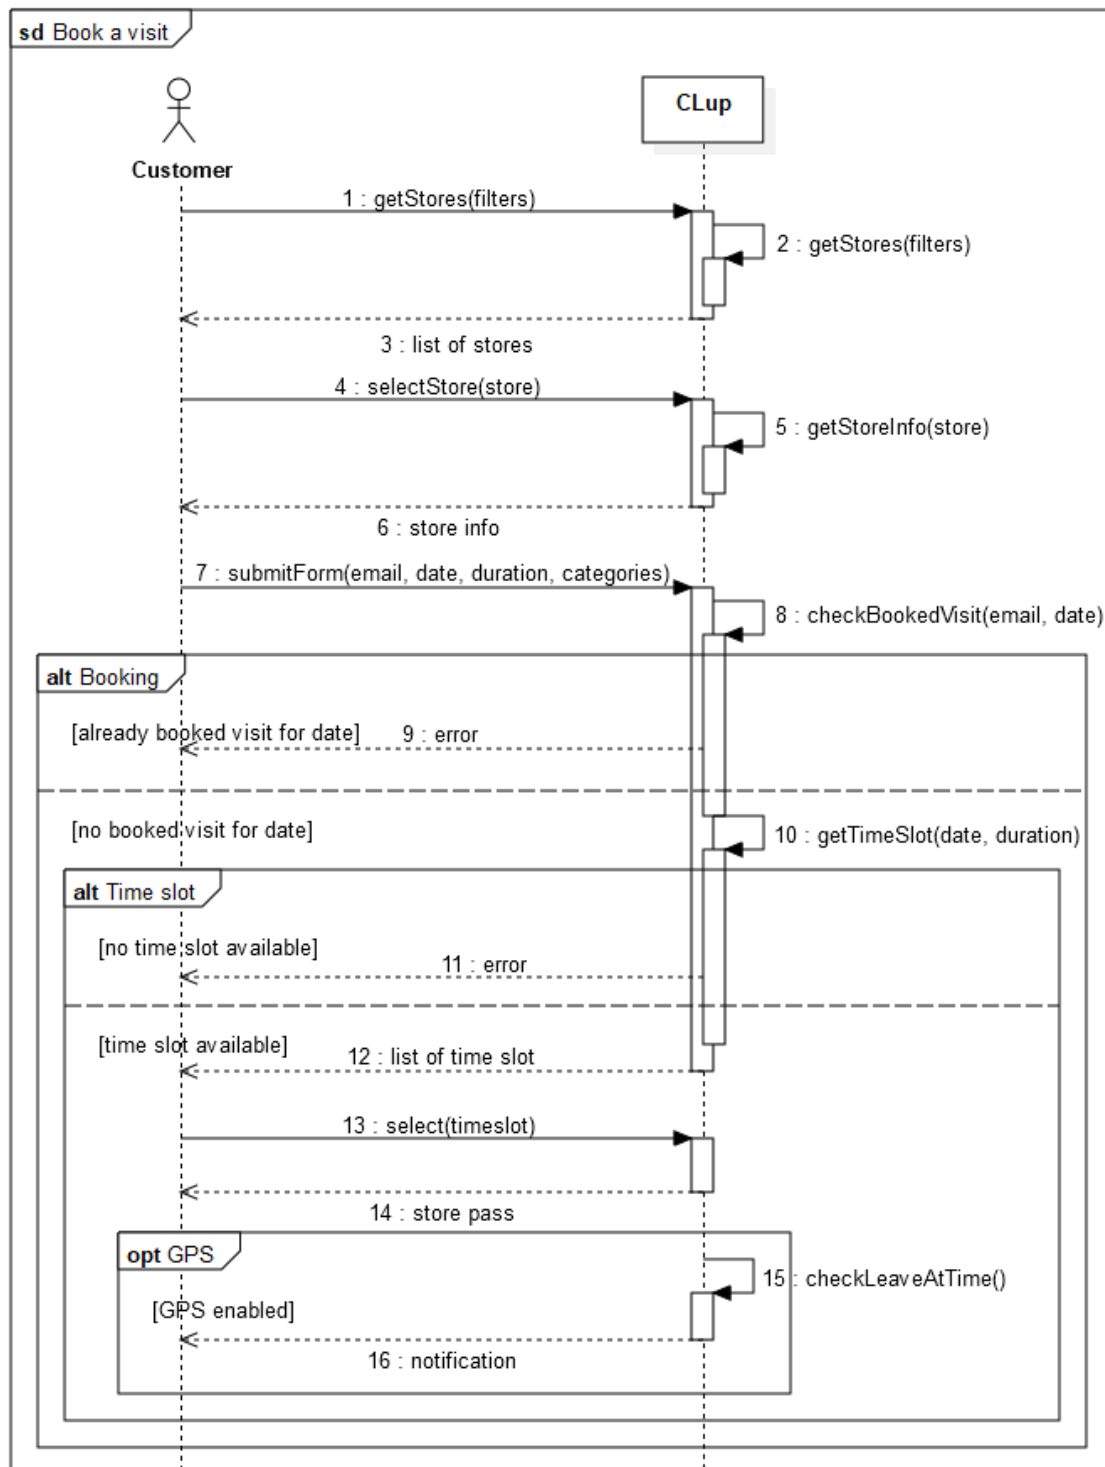 sd Book a visit
CLup
Customer
1 : getStores(filters)
2 : getStores(filters)
3 : list of stores
4 : selectStore(store)
5 : getStoreInfo(store)
6 : store info
7 : submitForm(email, date, duration, categories)
8 : checkBookedVisit(email, date)
alt Booking
[already booked visit for date]
9 : error
[no booked visit for date]
10 : getTimeSlot(date, duration)
alt Time slot
[no time slot available]
11 : error
[time slot available]
12 : list of time slot
13 : select(timeslot)
14 : store pass
opt GPS
15 : checkLeaveAtTime()
[GPS enabled]
16 : notification